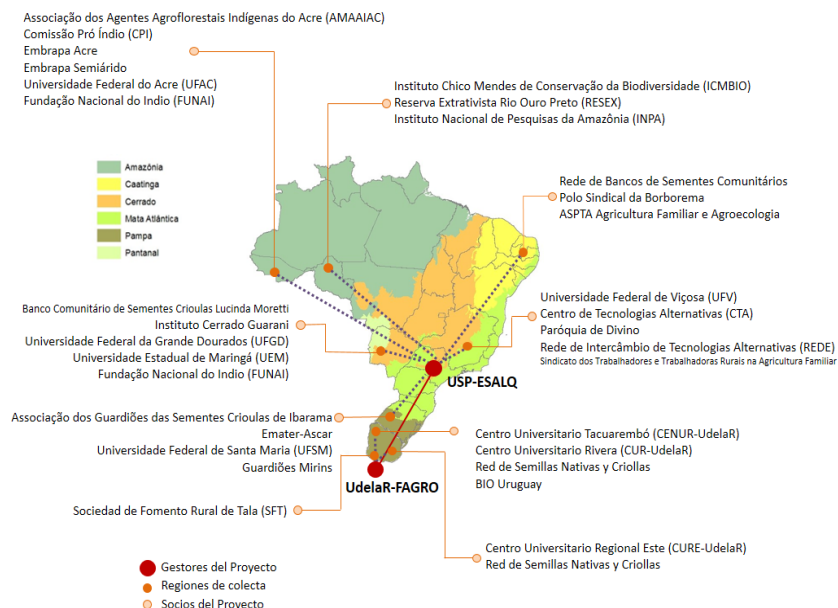 Associação dos Agentes Agroflorestais Indígenas do Acre (AMAAIAC)
Comissão Pró Índio (CPI)
Embrapa Acre
Embrapa Semiárido
Universidade Federal do Acre (UFAC)
Fundação Nacional do Indio (FUNAI)
Instituto Chico Mendes de Conservação da Biodiversidade (ICMBIO)
Reserva Extrativista Rio Ouro Preto (RESEX)
Instituto Nacional de Pesquisas da Amazônia (INPA)
Amazônia
Caatinga
Cerrado
Mata Atlântica
Pampa
Pantanal
Rede de Bancos de Sementes Comunitários
Polo Sindical da Borborema
ASPTA Agricultura Familiar e Agroecologia
Banco Comunitário de Sementes Crioulas Lucinda Moretti
Instituto Cerrado Guarani
Universidade Federal da Grande Dourados (UFGD)
Universidade Estadual de Maringá (UEM)
Fundação Nacional do Indio (FUNAI)
Universidade Federal de Viçosa (UFV)
Centro de Tecnologias Alternativas (CTA)
Paróquia de Divino
Rede de Intercâmbio de Tecnologias Alternativas (REDE)
Sindicato dos Trabalhadores e Trabalhadoras Rurais na Agricultura Familiar
USP-ESALQ
Associação dos Guardiões das Sementes Crioulas de Ibarama
Emater-Ascar
Universidade Federal de Santa Maria (UFSM)
Guardiões Mirins
Centro Universitario Tacuarembó (CENUR-UdelaR)
Centro Universitario Rivera (CUR-UdelaR)
Red de Semillas Nativas y Criollas
BIO Uruguay
UdelaR-FAGRO
Sociedad de Fomento Rural de Tala (SFT)
Centro Universitario Regional Este (CURE-UdelaR)
Red de Semillas Nativas y Criollas
Gestores del Proyecto
Regiones de colecta
Socios del Proyecto